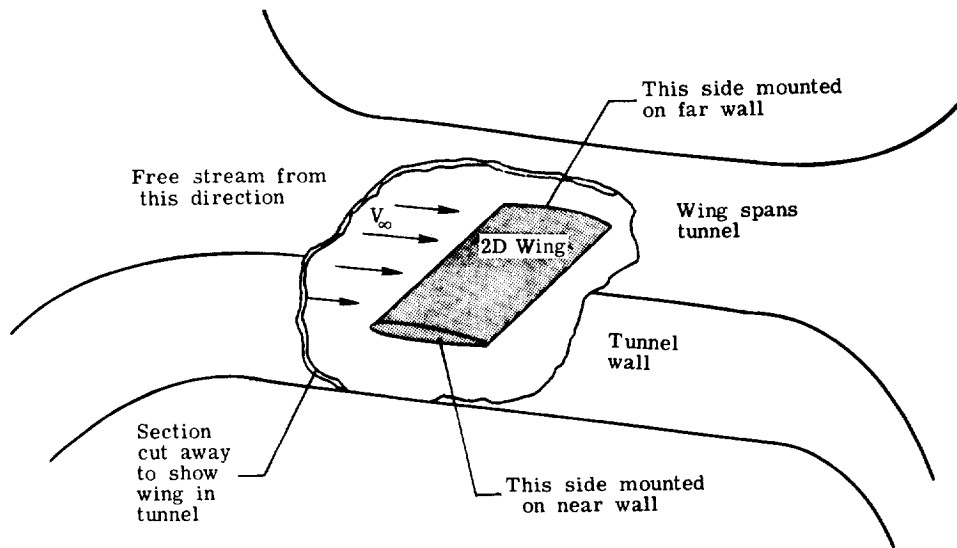 This side mounted
on far wall
Free stream from
this direction
V∞
Wing spans
tunnel
2D Wing
Tunnel
wall
Section
cut away
to show
wing in
tunnel
This side mounted
on near wall